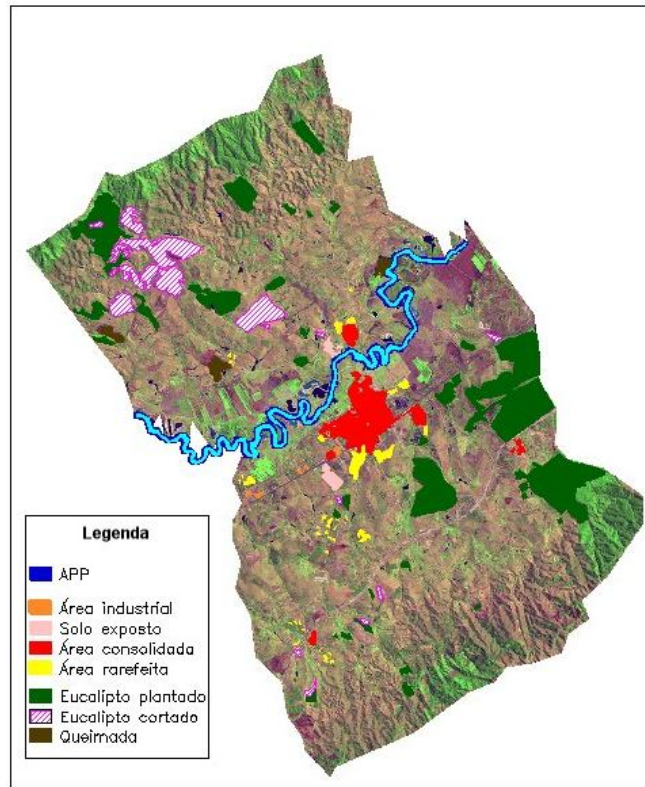 Legenda
APP
Área industrial
Solo exposto
Área consolidada
Área rarefeita
Eucalipto plantado
Eucalipto cortado
Queimada